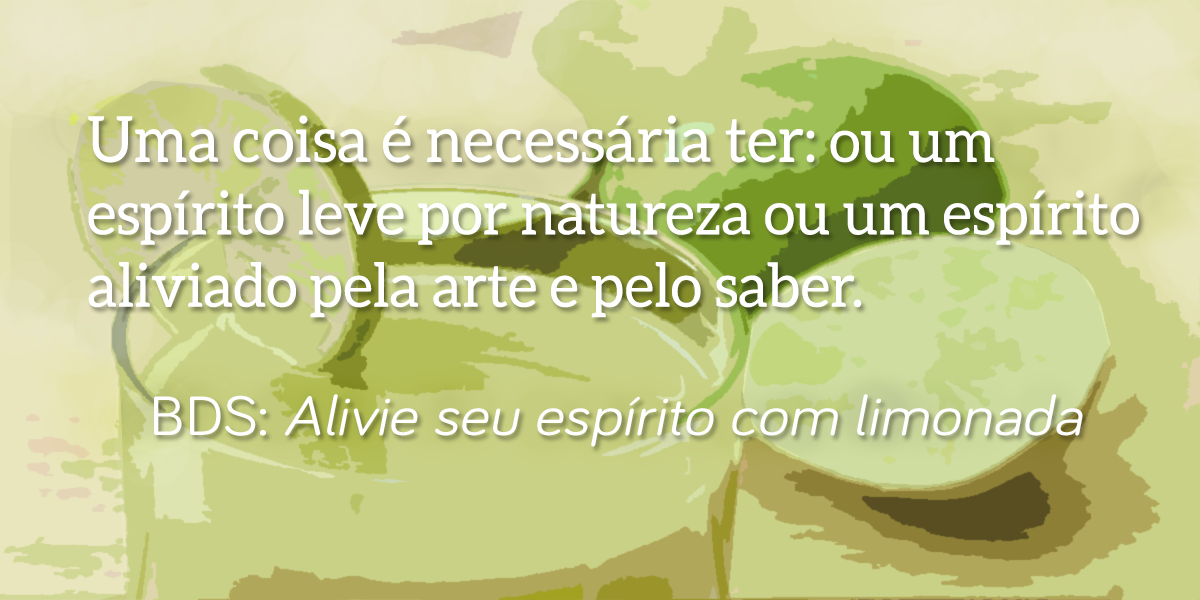 Uma coisa é necessária ter: ou um
espírito leve por natureza ou um espírito
aliviado pela arte e pelo saber.
BDS: Alivie seu espírito com limonada